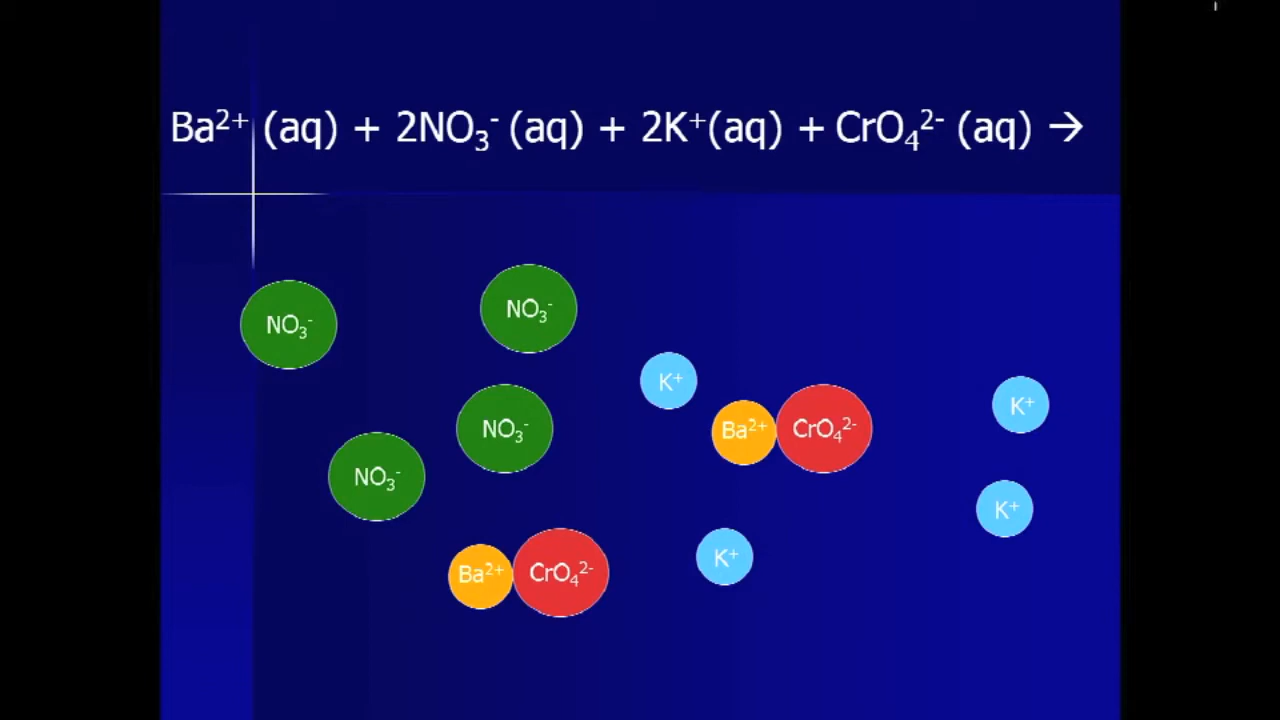 Ba²⁺ (aq) + 2NO₃⁻ (aq) + 2K⁺(aq) + CrO₄²⁻ (aq) →
NO₃⁻
NO₃⁻
K⁺
K⁺
NO₃⁻
Ba²⁺
CrO₄²⁻
NO₃⁻
K⁺
K⁺
Ba²⁺
CrO₄²⁻